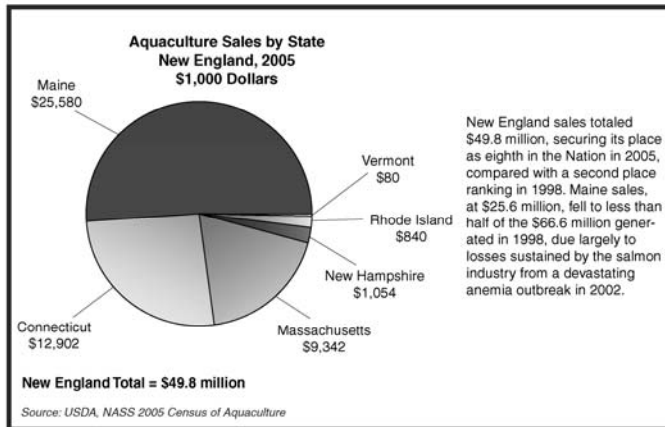 Aquaculture Sales by State
New England, 2005
$1,000 Dollars
Maine
$25,580
Vermont
$80
Rhode Island
$840
New Hampshire
$1,054
Massachusetts
$9,342
Connecticut
$12,902
New England Total = $49.8 million
Source: USDA, NASS 2005 Census of Aquaculture
New England sales totaled
$49.8 million, securing its place
as eighth in the Nation in 2005,
compared with a second place
ranking in 1998. Maine sales,
at $25.6 million, fell to less than
half of the $66.6 million gener-
ated in 1998, due largely to
losses sustained by the salmon
industry from a devastating
anemia outbreak in 2002.